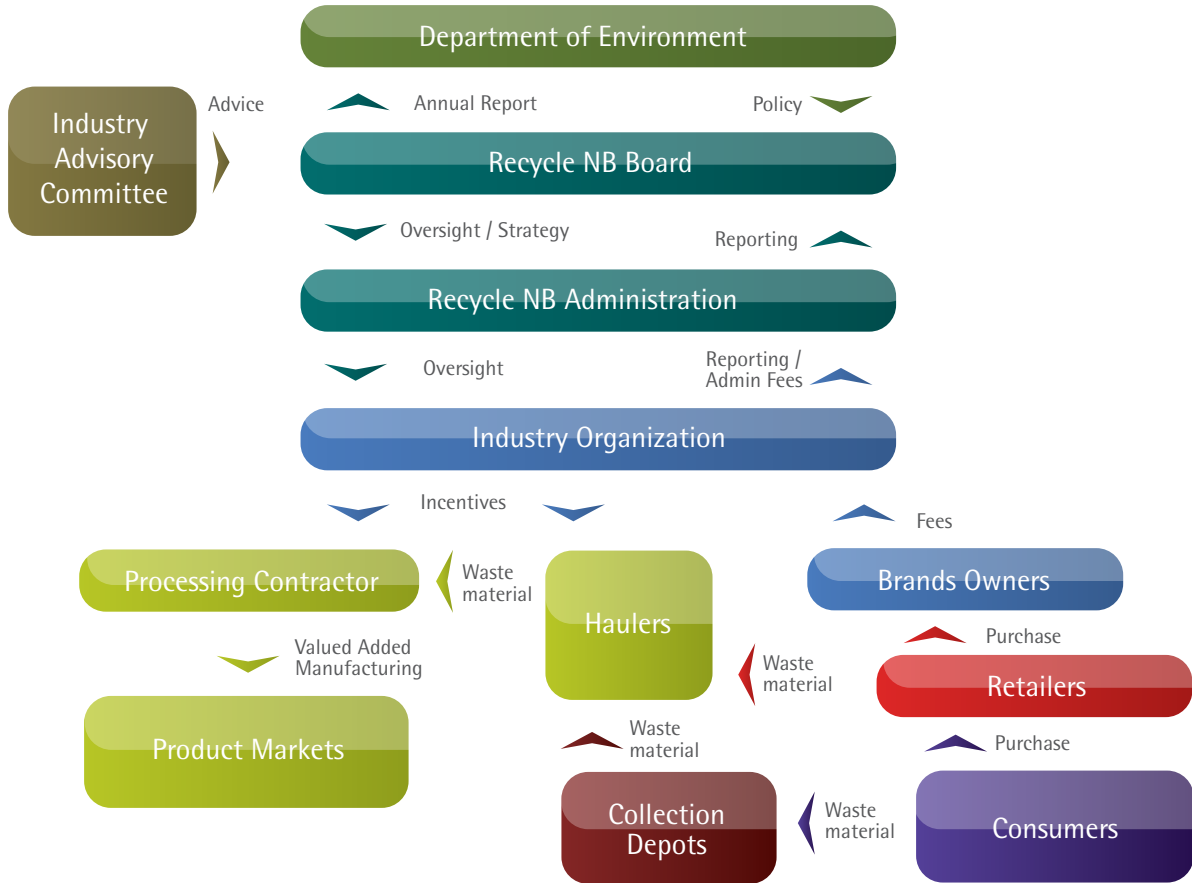 Department of Environment
Advice
Annual Report
Policy
Industry
Advisory
Committee
Recycle NB Board
Oversight / Strategy
Reporting
Recycle NB Administration
Oversight
Reporting /
Admin Fees
Industry Organization
Incentives
Fees
Processing Contractor
Waste
material
Haulers
Brands Owners
Purchase
Valued Added
Manufacturing
Waste
material
Retailers
Product Markets
Waste
material
Purchase
Collection
Depots
Waste
material
Consumers